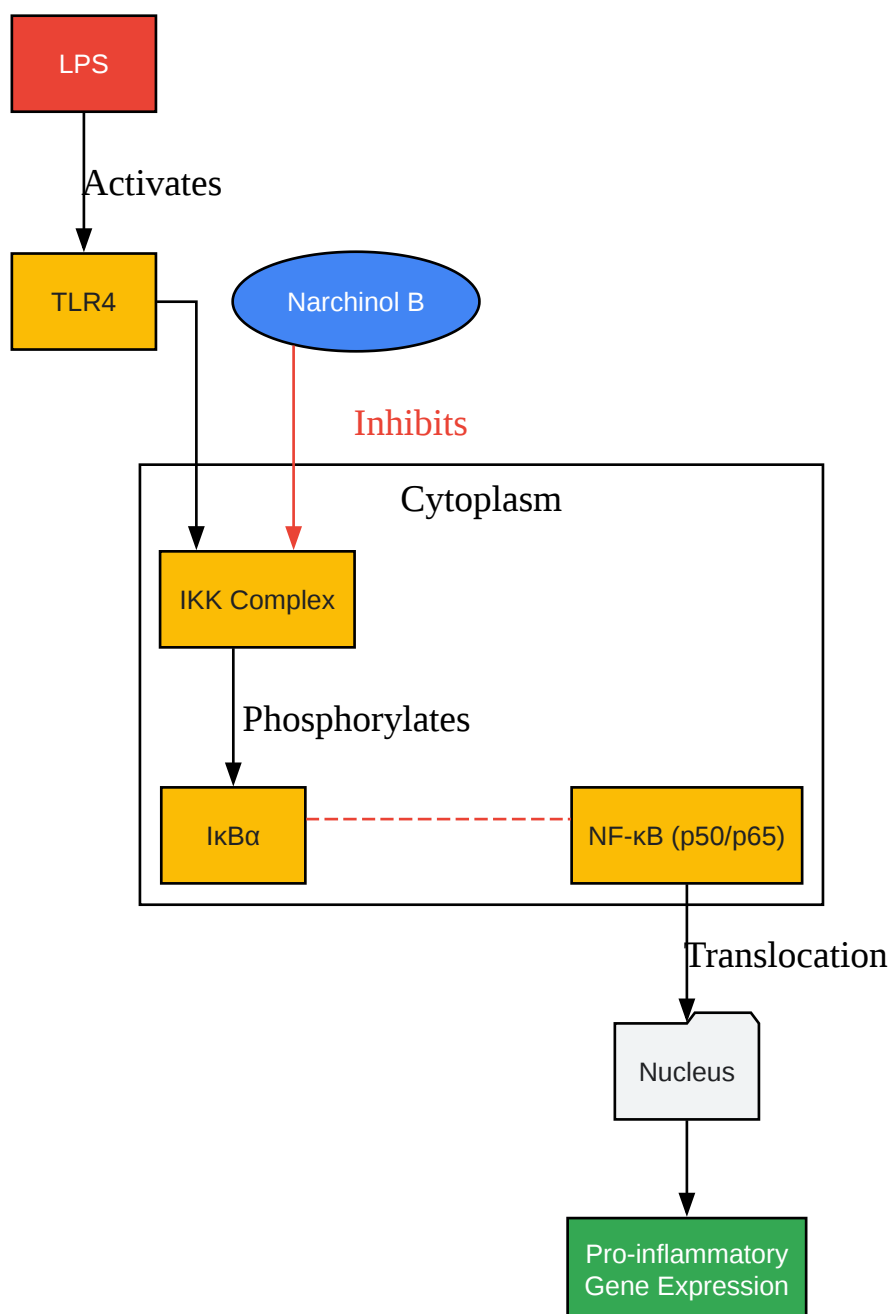 LPS
Activates
TLR4
Narchinol B
Inhibits
Cytoplasm
IKK Complex
Phosphorylates
IκBα
NF-κB (p50/p65)
Translocation
Nucleus
Pro-inflammatory
Gene Expression